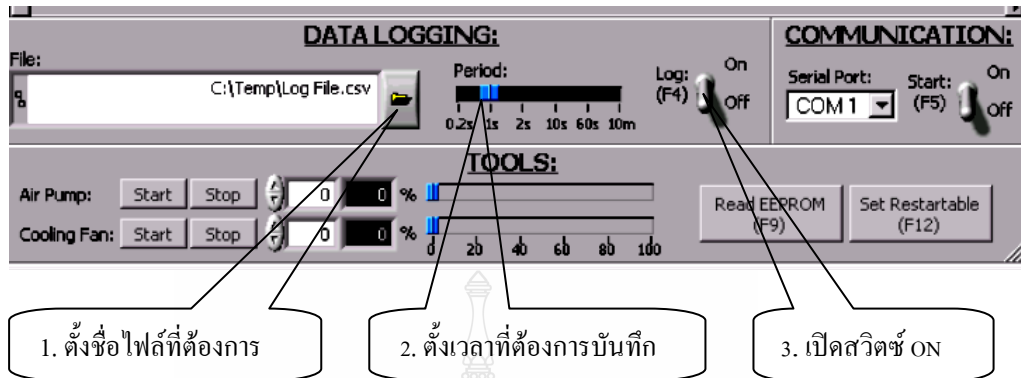 DATA LOGGING:
File:
C:\Temp\Log File.csv
Period:
0.2s 1s 2s 10s 60s 10m
Log:
(F4)
On
Off
COMMUNICATION:
Serial Port:
COM 1
Start:
(F5)
On
Off
TOOLS:
Air Pump: Start Stop 0 0 %
Cooling Fan: Start Stop 0 0 %
0 20 40 60 80 100
Read EEPROM
(F9)
Set Restartable
(F12)
1. ตั้งชื่อไฟล์ที่ต้องการ
2. ตั้งเวลาที่ต้องการบันทึก
3. เปิดสวิตซ์ ON